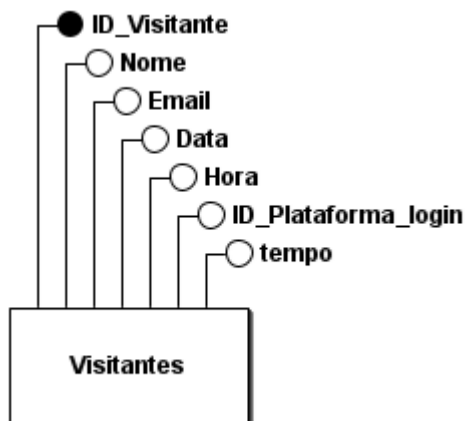 ID_Visitante
Nome
Email
Data
Hora
ID_Plataforma_login
tempo
Visitantes